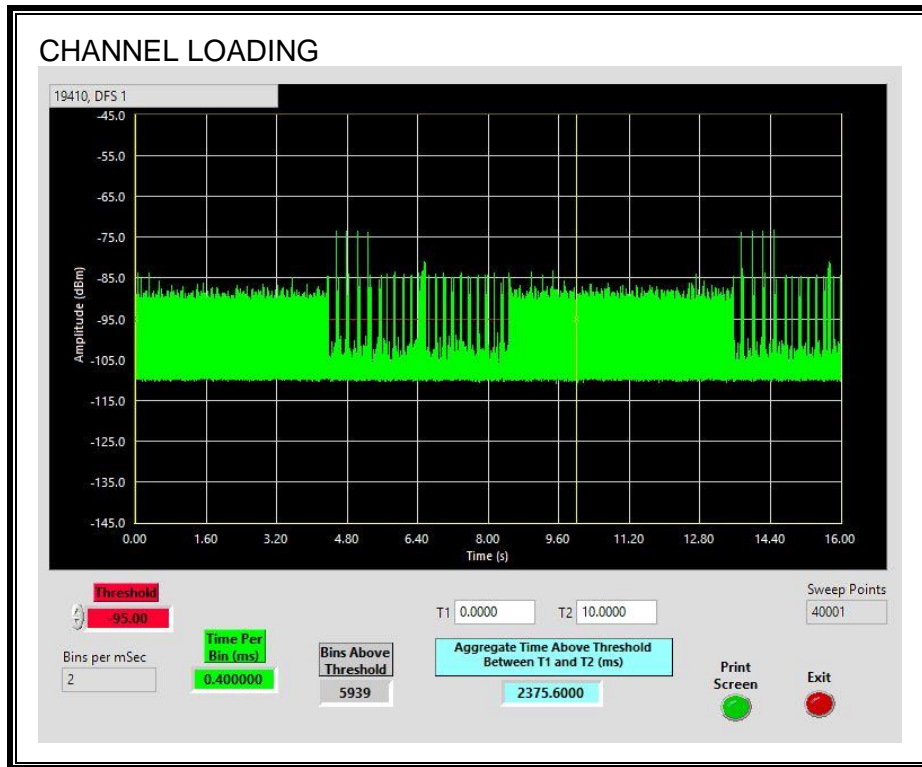 CHANNEL LOADING
19410, DFS 1
-45.0
-55.0
-65.0
-75.0
-85.0
-95.0
-105.0
-115.0
-125.0
-135.0
-145.0
Amplitude (dBm)
0.00 1.60 3.20 4.80 6.40 8.00 9.60 11.20 12.80 14.40 16.00
Time (s)
Threshold
-95.00
T1 0.0000 T2 10.0000
Sweep Points
40001
Bins per mSec
2
Time Per
Bin (ms)
0.400000
Bins Above
Threshold
5939
Aggregate Time Above Threshold
Between T1 and T2 (ms)
2375.6000
Print
Screen
Exit